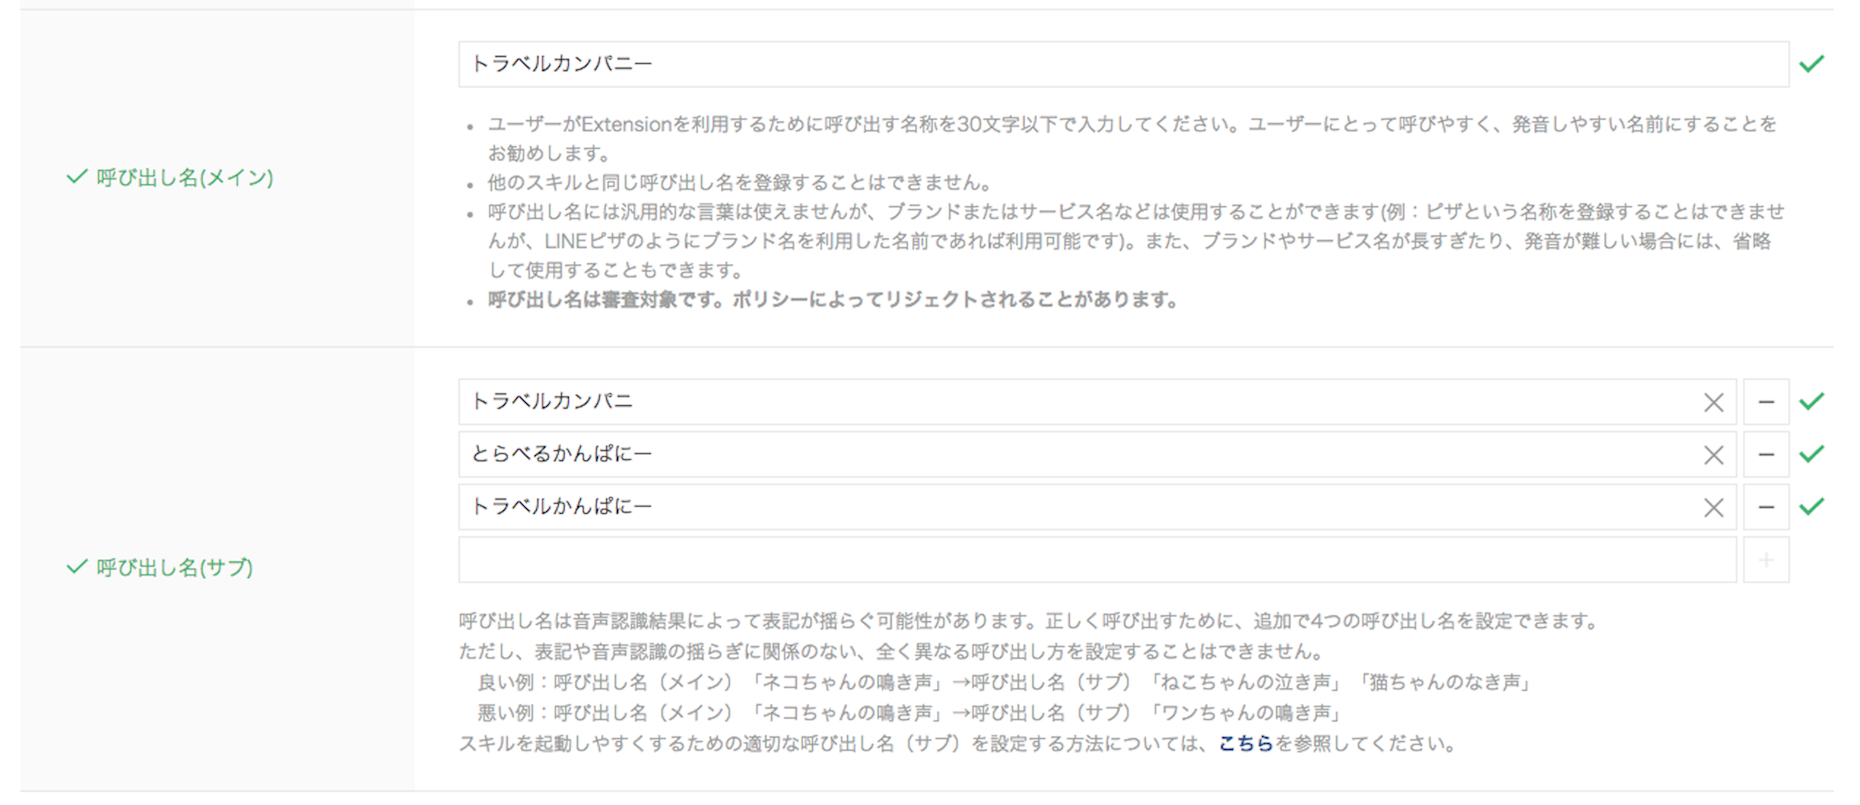 トラベルカンパニー
・ユーザーがExtensionを利用するために呼び出す名称を30文字以下で入力してください。ユーザーにとって呼びやすく、発音しやすい名前にすることを
お勧めします。
・他のスキルと同じ呼び出し名を登録することはできません。
✓ 呼び出し名(メイン)
・呼び出し名には汎用的な言葉は使えませんが、ブランドまたはサービス名などは使用することができます(例：ピザという名称を登録することはできませ
んが、LINEピザのようにブランド名を利用した名前であれば利用可能です)。また、ブランドやサービス名が長すぎたり、発音が難しい場合には、省略
して使用することもできます。
・呼び出し名は審査対象です。ポリシーによってリジェクトされることがあります。
トラベルカンパニ
とらべるかんぱにー
トラベルかんぱにー
✓ 呼び出し名(サブ)
呼び出し名は音声認識結果によって表記が揺らぐ可能性があります。正しく呼び出すために、追加で4つの呼び出し名を設定できます。
ただし、表記や音声認識の揺らぎに関係のない、全く異なる呼び出し方を設定することはできません。
良い例：呼び出し名（メイン）「ネコちゃんの鳴き声」→呼び出し名（サブ）「ねこちゃんの泣き声」「猫ちゃんのなき声」
悪い例：呼び出し名（メイン）「ネコちゃんの鳴き声」→呼び出し名（サブ）「ワンちゃんの鳴き声」
スキルを起動しやすくするための適切な呼び出し名（サブ）を設定する方法については、こちらを参照してください。